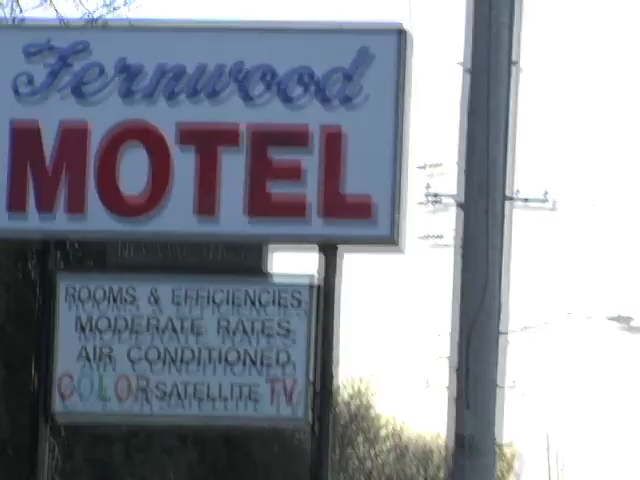 Fernwood
MOTEL
ROOMS & EFFICIENCIES
MODERATE RATES
AIR CONDITIONED
COLOR SATELLITE TV